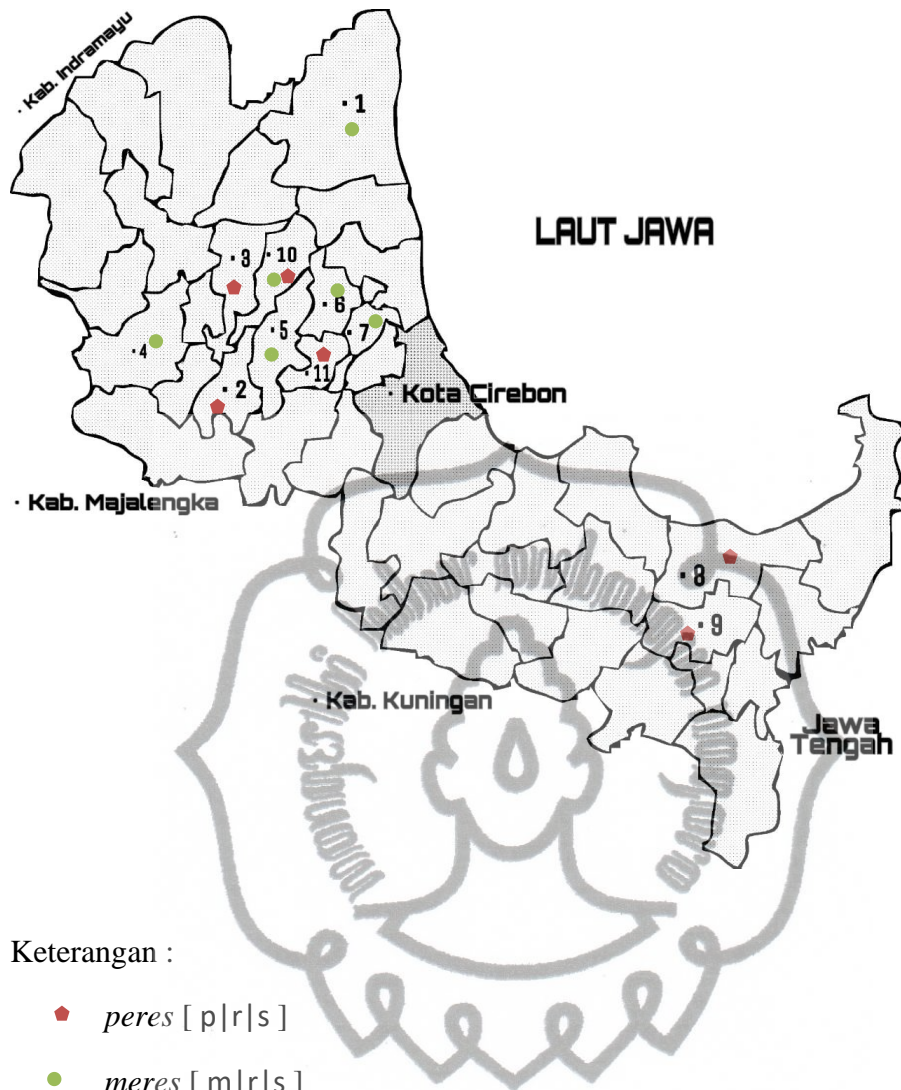 · Kab. Indramayu
· 1
LAUT JAWA
· 3
· 10
· 6
· 5
· 7
· 4
· 11
· 2
· Kota Cirebon
· Kab. Majalengka
· 8
· 9
· Kab. Kuningan
Jawa
Tengah
Keterangan :
peres [ p|r|s ]
meres [ m|r|s ]